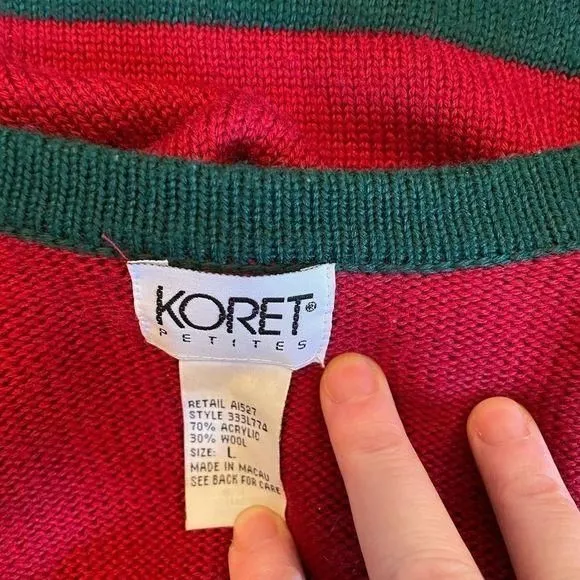 KORET®
PETITES
RETAIL A1527
STYLE 333L774
70% ACRYLIC
30% WOOL
SIZE: L
MADE IN MACAU
SEE BACK FOR CARE